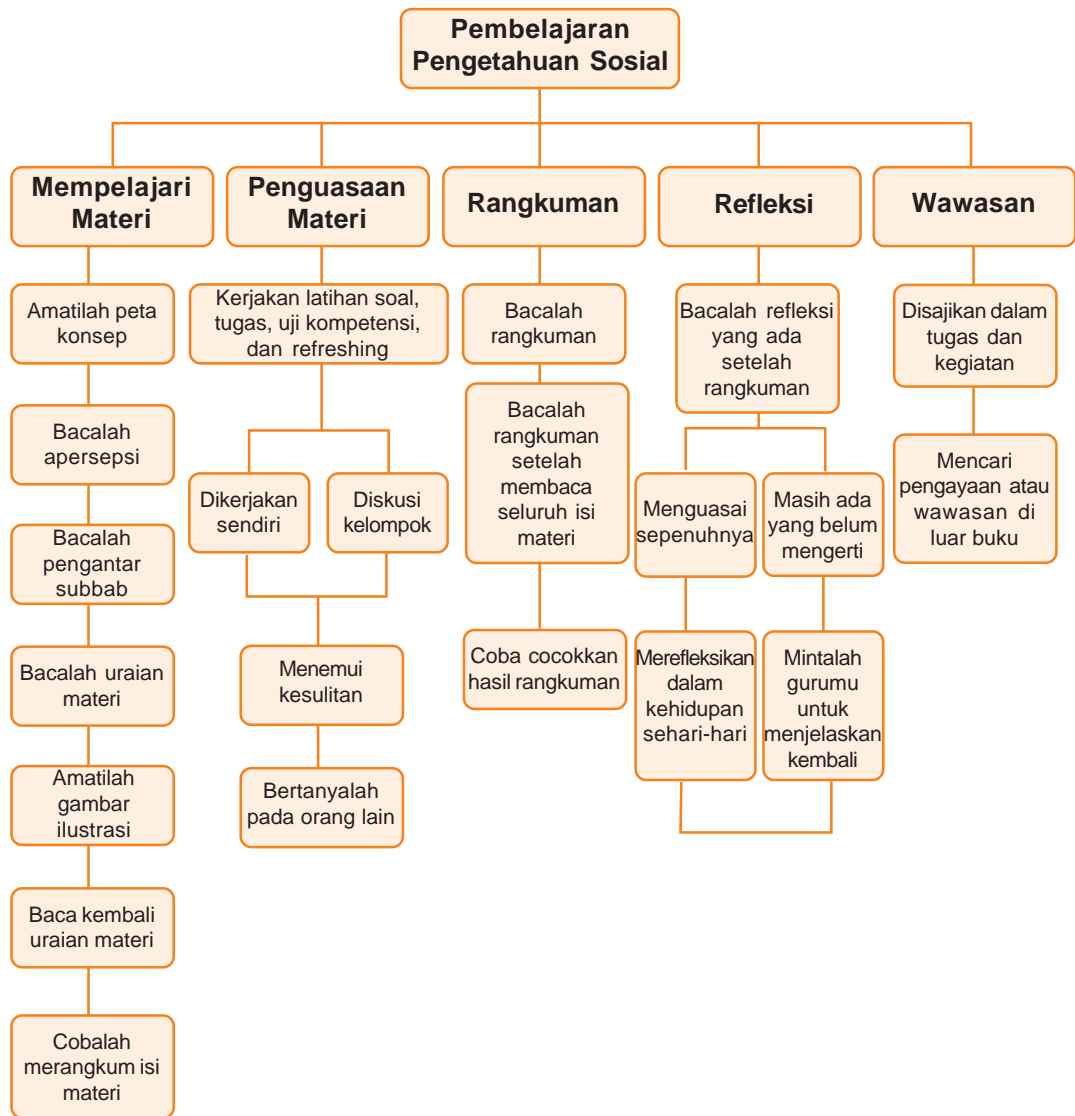 Pembelajaran
Pengetahuan Sosial
Mempelajari
Materi
Penguasaan
Materi
Rangkuman
Refleksi
Wawasan
Amatilah peta
konsep
Bacalah
apersepsi
Bacalah
pengantar
subbab
Bacalah uraian
materi
Amatilah
gambar
ilustrasi
Baca kembali
uraian materi
Cobalah
merangkum isi
materi
Kerjakan latihan soal,
tugas, uji kompetensi,
dan refreshing
Dikerjakan
sendiri
Diskusi
kelompok
Menemui
kesulitan
Bertanyalah
pada orang lain
Bacalah
rangkuman
Bacalah
rangkuman
setelah
membaca
seluruh isi
materi
Coba cocokkan
hasil rangkuman
Bacalah refleksi
yang ada
setelah
rangkuman
Menguasai
sepenuhnya
Masih ada
yang belum
mengerti
Merefleksikan
dalam
kehidupan
sehari-hari
Mintalah
gurumu
untuk
menjelaskan
kembali
Disajikan dalam
tugas dan
kegiatan
Mencari
pengayaan atau
wawasan di
luar buku